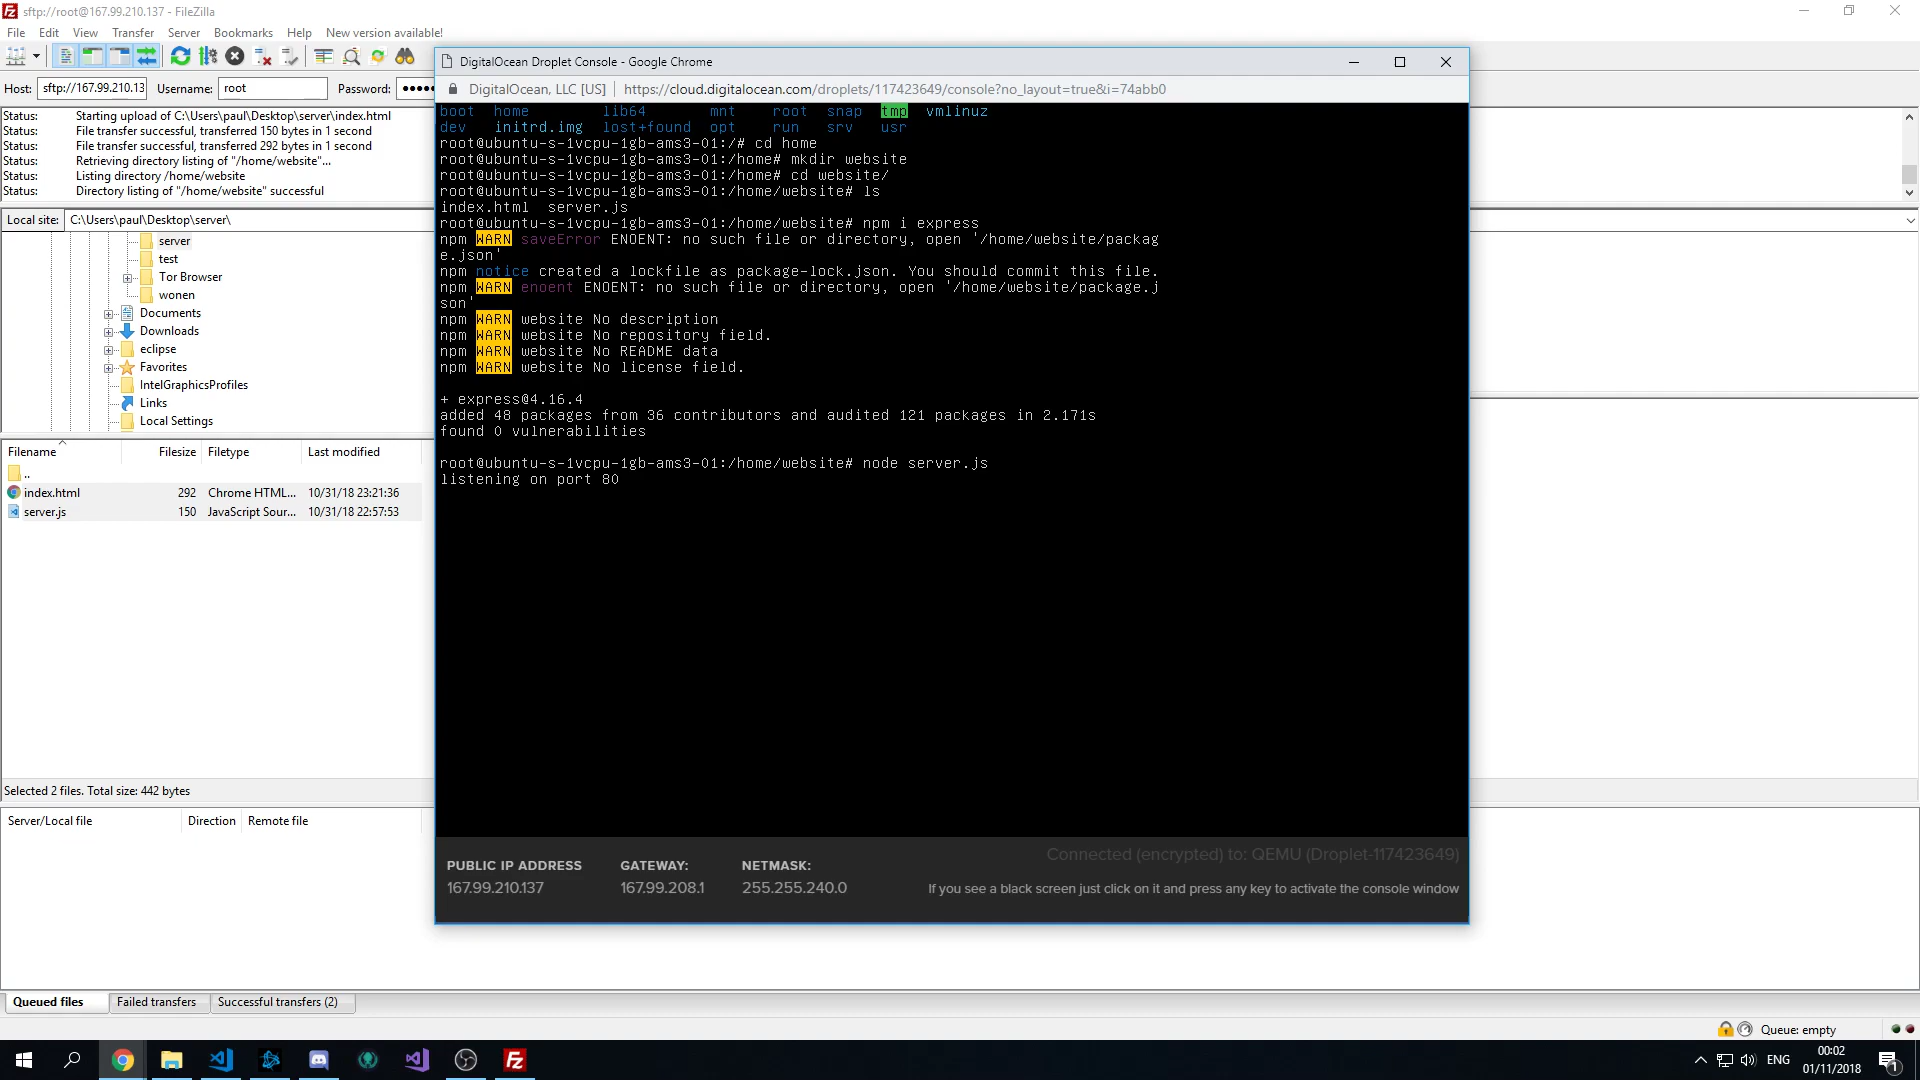 sftp://root@167.99.210.137 - FileZilla
File Edit View Transfer Server Bookmarks Help New version available!
Host: sftp://167.99.210.13 Username: root Password: •••••
Status: Starting upload of C:\Users\paul\Desktop\server\index.html
Status: File transfer successful, transferred 150 bytes in 1 second
Status: File transfer successful, transferred 292 bytes in 1 second
Status: Retrieving directory listing of "/home/website"...
Status: Listing directory /home/website
Status: Directory listing of "/home/website" successful
Local site: C:\Users\paul\Desktop\server\
server
test
Tor Browser
wonen
Documents
Downloads
eclipse
Favorites
IntelGraphicsProfiles
Links
Local Settings
Filename Filesize Filetype Last modified
..
index.html 292 Chrome HTML... 10/31/18 23:21:36
server.js 150 JavaScript Sour... 10/31/18 22:57:53
Selected 2 files. Total size: 442 bytes
Server/Local file Direction Remote file
Queued files Failed transfers Successful transfers (2)
Queue: empty
DigitalOcean Droplet Console - Google Chrome
DigitalOcean, LLC [US] https://cloud.digitalocean.com/droplets/117423649/console?no_layout=true&i=74abb0
boot home lib64 mnt root snap tmp vmlinuz
dev initrd.img lost+found opt run srv usr
root@ubuntu-s-1vcpu-1gb-ams3-01:/# cd home
root@ubuntu-s-1vcpu-1gb-ams3-01:/home# mkdir website
root@ubuntu-s-1vcpu-1gb-ams3-01:/home# cd website/
root@ubuntu-s-1vcpu-1gb-ams3-01:/home/website# ls
index.html server.js
root@ubuntu-s-1vcpu-1gb-ams3-01:/home/website# npm i express
npm WARN saveError ENOENT: no such file or directory, open '/home/website/packag
e.json'
npm notice created a lockfile as package-lock.json. You should commit this file.
npm WARN enoent ENOENT: no such file or directory, open '/home/website/package.j
son'
npm WARN website No description
npm WARN website No repository field.
npm WARN website No README data
npm WARN website No license field.
+ express@4.16.4
added 48 packages from 36 contributors and audited 121 packages in 2.171s
found 0 vulnerabilities
root@ubuntu-s-1vcpu-1gb-ams3-01:/home/website# node server.js
listening on port 80
Connected (encrypted) to: QEMU (Droplet-117423649)
PUBLIC IP ADDRESS GATEWAY: NETMASK:
167.99.210.137 167.99.208.1 255.255.240.0 If you see a black screen just click on it and press any key to activate the console window
ENG 00:02
01/11/2018
1